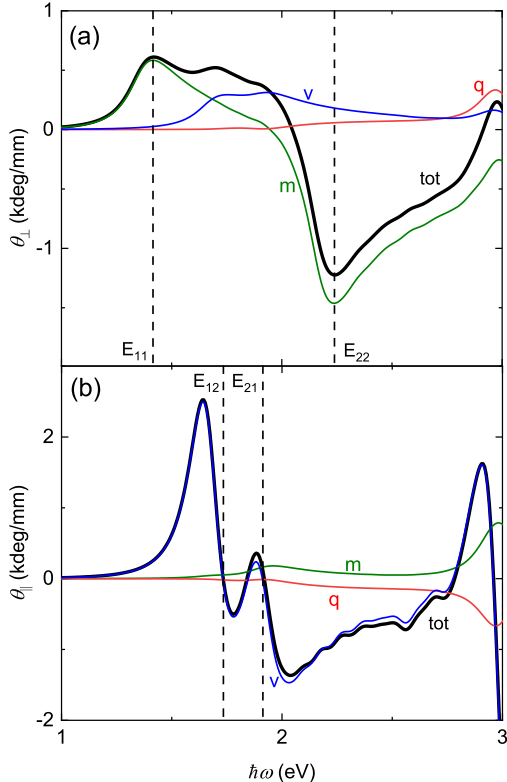 (a)
1
0
-1
θ⊥ (kdeg/mm)
v
q
m
tot
E11
E22
(b)
E12
E21
2
0
-2
θ∥ (kdeg/mm)
m
q
v
tot
1
2
3
ħω (eV)